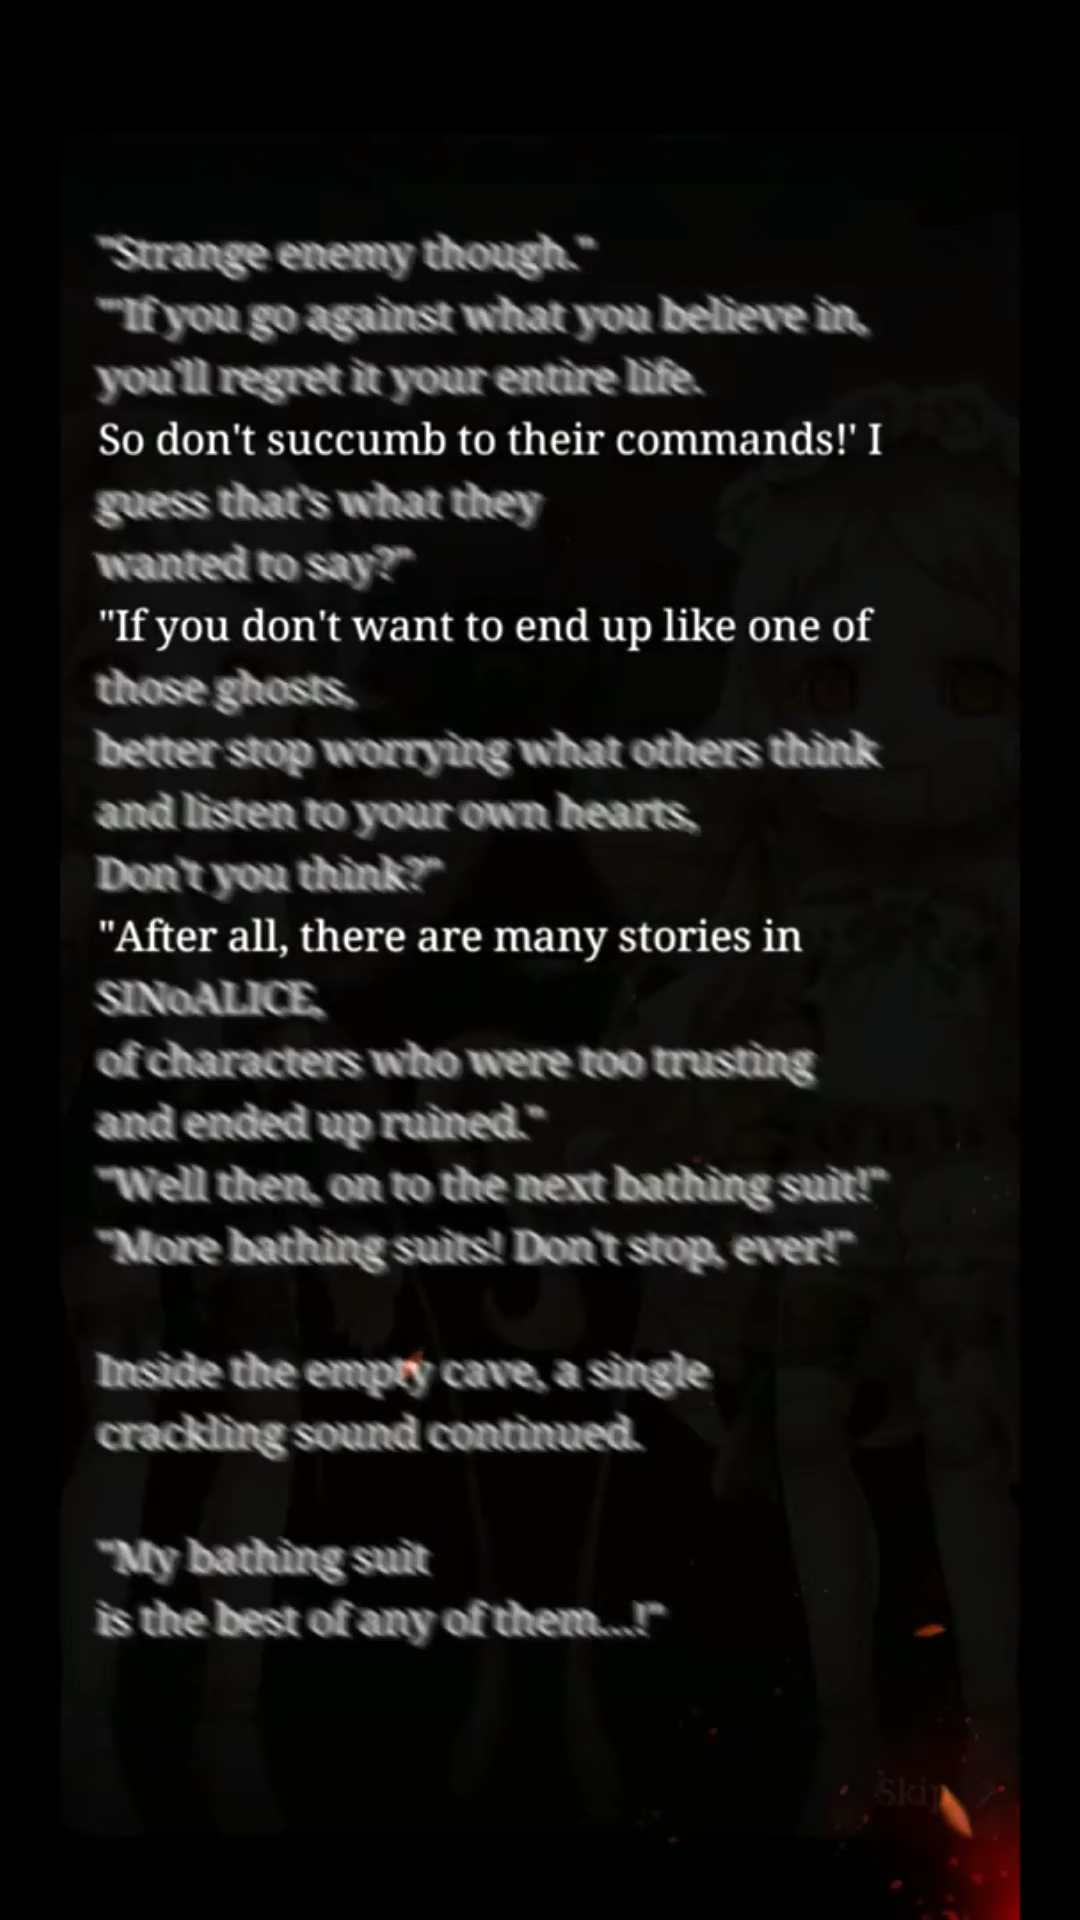 "Strange enemy though."
"'If you go against what you believe in,
you'll regret it your entire life.
So don't succumb to their commands!' I
guess that's what they
wanted to say?"
"If you don't want to end up like one of
those ghosts,
better stop worrying what others think
and listen to your own hearts,
Don't you think?"
"After all, there are many stories in
SINoALICE,
of characters who were too trusting
and ended up ruined."
"Well then, on to the next bathing suit!"
"More bathing suits! Don't stop, ever!"
Inside the empty cave, a single
crackling sound continued.
"My bathing suit
is the best of any of them...!"
Skip >